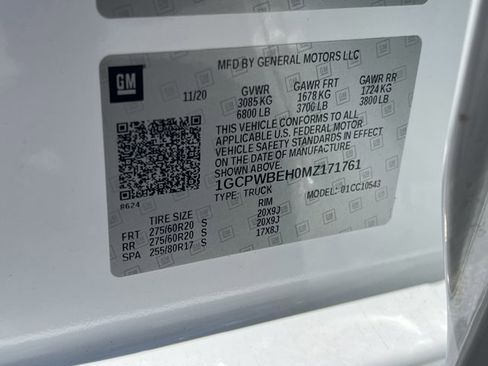 MFD BY GENERAL MOTORS LLC
GM
11/20
GVWR GAWR FRT GAWR RR
3085 KG 1678 KG 1724 KG
6800 LB 3700 LB 3800 LB
THIS VEHICLE CONFORMS TO ALL
APPLICABLE U.S. FEDERAL MOTOR
VEHICLE SAFETY STANDARDS IN EFFECT
ON THE DATE OF MANUFACTURE
SHOWN ABOVE.
1GCPWBEH0MZ171761
TYPE: TRUCK MODEL: 01CC10543
8624
TIRE SIZE RIM
FRT 275/60R20 S 20X9J
RR 275/60R20 S 20X9J
SPA 255/80R17 S 17X8J